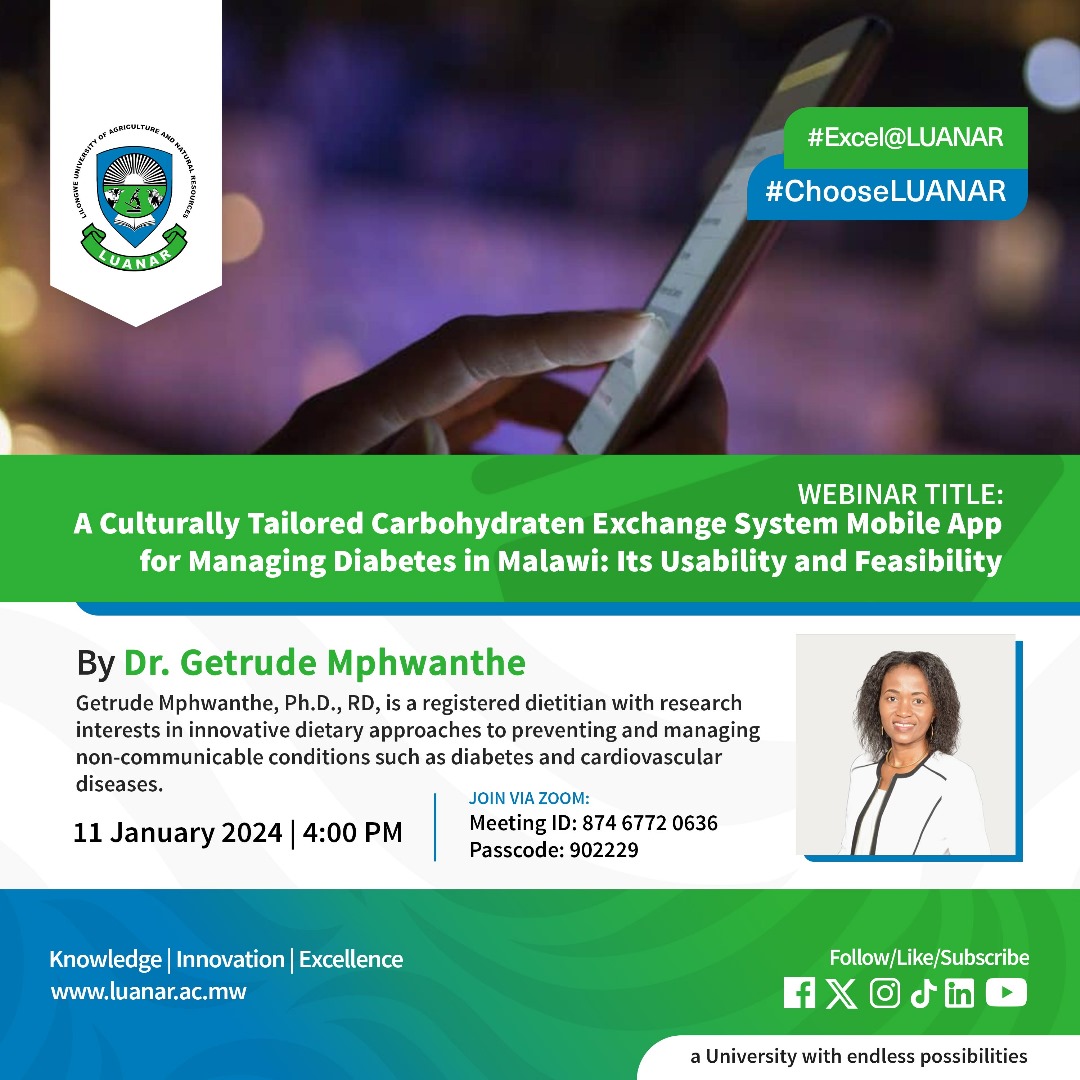 LILONGWE UNIVERSITY OF AGRICULTURE AND NATURAL RESOURCES
LUANAR
#Excel@LUANAR
#ChooseLUANAR
WEBINAR TITLE:
A Culturally Tailored Carbohydraten Exchange System Mobile App
for Managing Diabetes in Malawi: Its Usability and Feasibility
By Dr. Getrude Mphwanthe
Getrude Mphwanthe, Ph.D., RD, is a registered dietitian with research
interests in innovative dietary approaches to preventing and managing
non-communicable conditions such as diabetes and cardiovascular
diseases.
11 January 2024 | 4:00 PM
JOIN VIA ZOOM:
Meeting ID: 874 6772 0636
Passcode: 902229
Knowledge | Innovation | Excellence
www.luanar.ac.mw
Follow/Like/Subscribe
a University with endless possibilities